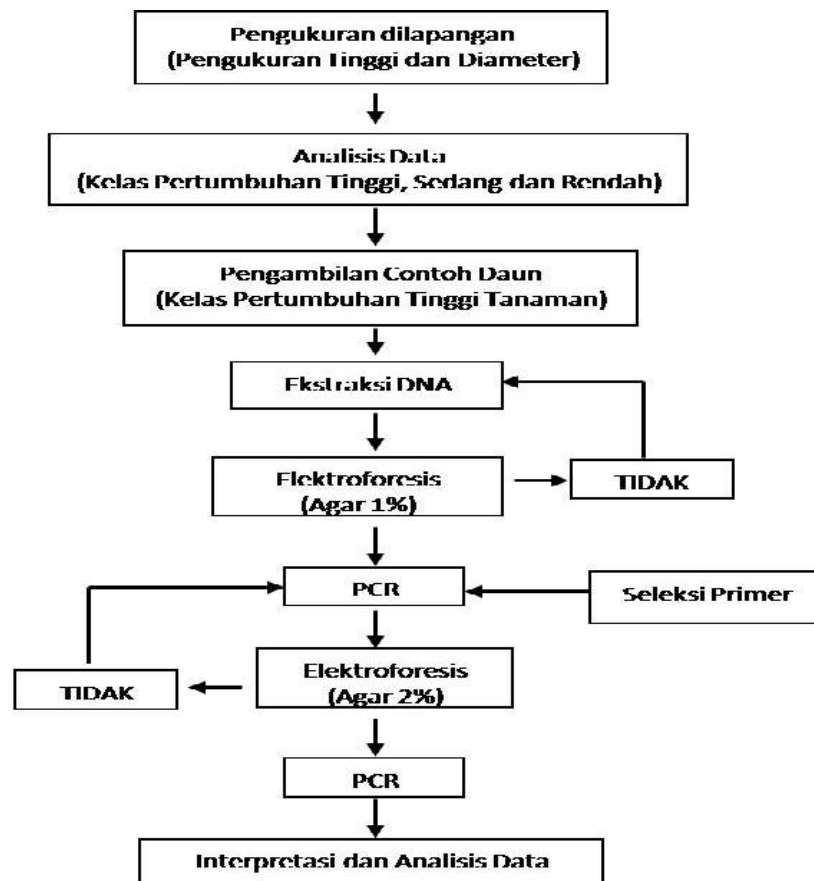 Pengukuran dilapangan
(Pengukuran Tinggi dan Diameter)
Analisis Data
(Kelas Pertumbuhan Tinggi, Sedang dan Rendah)
Pengambilan Contoh Daun
(Kelas Pertumbuhan Tinggi Tanaman)
Ekstraksi DNA
Elektroforesis
(Agar 1%)
TIDAK
PCR
Seleksi Primer
Elektroforesis
(Agar 2%)
TIDAK
PCR
Interpretasi dan Analisis Data